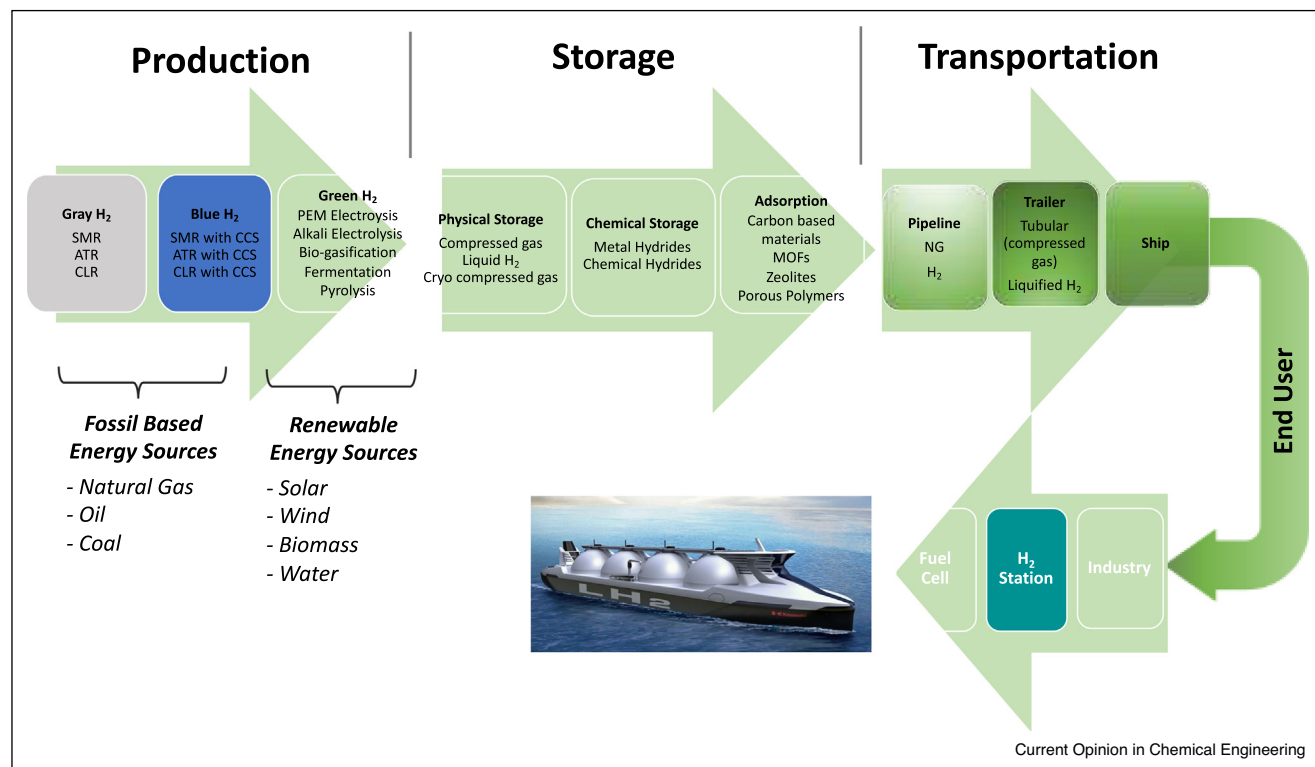 Production
Storage
Transportation
Gray H₂
SMR
ATR
CLR
Blue H₂
SMR with CCS
ATR with CCS
CLR with CCS
Green H₂
PEM Electroysis
Alkali Electrolysis
Bio-gasification
Fermentation
Pyrolysis
Physical Storage
Compressed gas
Liquid H₂
Cryo compressed gas
Chemical Storage
Metal Hydrides
Chemical Hydrides
Adsorption
Carbon based
materials
MOFs
Zeolites
Porous Polymers
Pipeline
NG
H₂
Trailer
Tubular
(compressed
gas)
Liquified H₂
Ship
End User
Fossil Based
Energy Sources
- Natural Gas
- Oil
- Coal
Renewable
Energy Sources
- Solar
- Wind
- Biomass
- Water
LH2
Fuel
Cell
H₂
Station
Industry
Current Opinion in Chemical Engineering